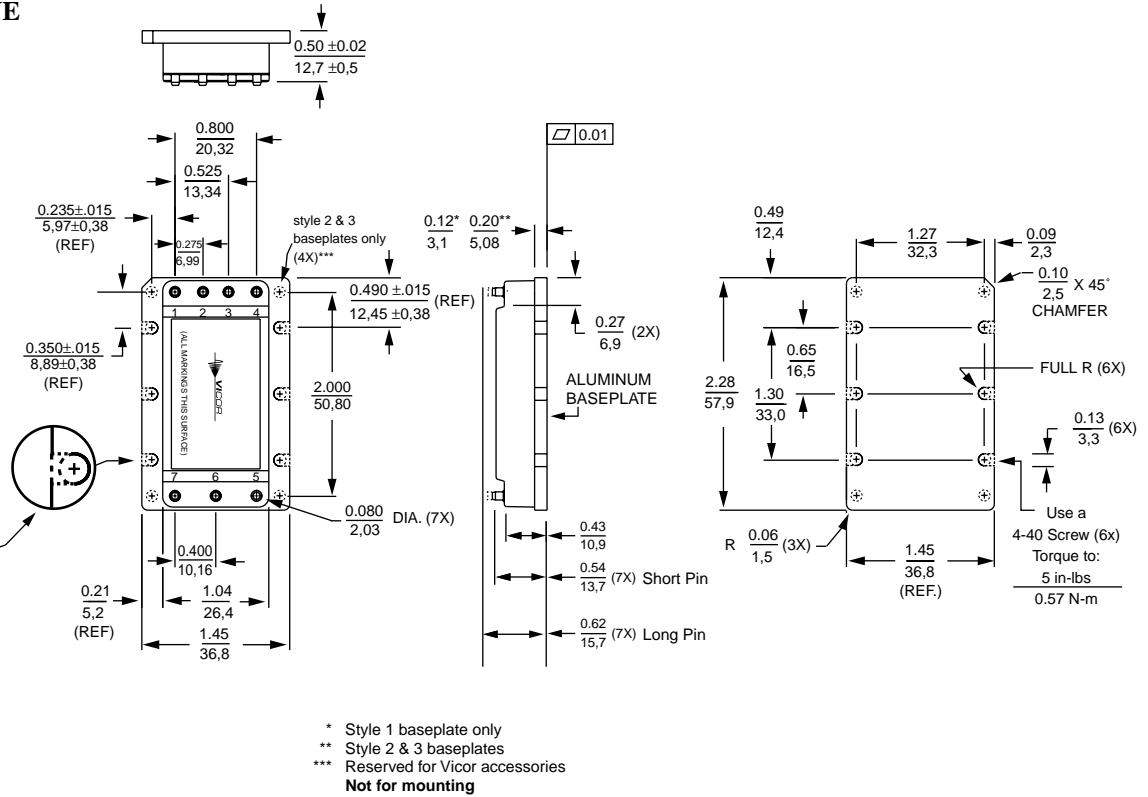 VE
0.50 ±0.02
12,7 ±0,5
0.01
0.800
20,32
0.525
13,34
0.235±.015
5,97±0,38
(REF)
0.275
6,99
style 2 & 3
baseplates only
(4X)***
0.12* 0.20**
3,1 5,08
0.490 ±.015 (REF)
12,45 ±0,38
1 2 3 4
0.350±.015
8,89±0,38
(REF)
(ALL MARKINGS THIS SURFACE)
VICOR
2.000
50,80
7 6 5
0.080 DIA. (7X)
2,03
0.400
10,16
0.21
5,2
(REF)
1.04
26,4
1.45
36,8
0.27 (2X)
6,9
ALUMINUM
BASEPLATE
0.43
10,9
0.54 (7X) Short Pin
13,7
0.62 (7X) Long Pin
15,7
0.49
12,4
1.27
32,3
0.09
2,3
0.10 X 45°
2,5
CHAMFER
0.65
16,5
FULL R (6X)
2.28
57,9
1.30
33,0
0.13 (6X)
3,3
R 0.06 (3X)
1,5
1.45
36,8
(REF.)
Use a
4-40 Screw (6x)
Torque to:
5 in-lbs
0.57 N-m
* Style 1 baseplate only
** Style 2 & 3 baseplates
*** Reserved for Vicor accessories
Not for mounting